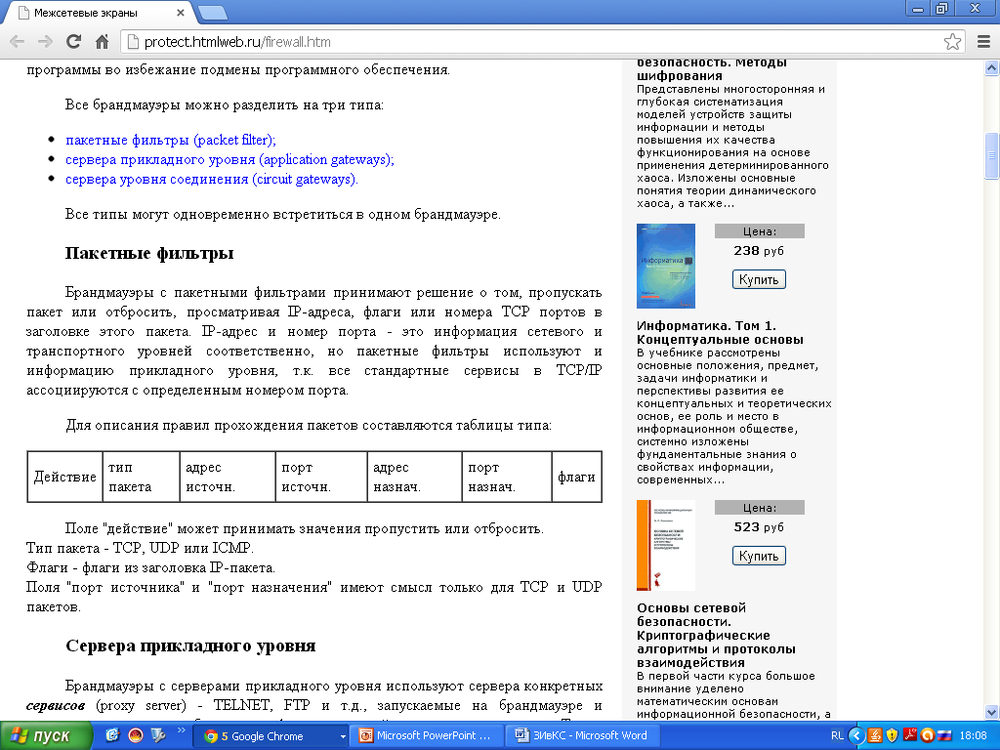 Межсетевые экраны
protect.htmlweb.ru/firewall.htm
программы во избежание подмены программного обеспечения.
Все брандмауэры можно разделить на три типа:
пакетные фильтры (packet filter);
сервера прикладного уровня (application gateways);
сервера уровня соединения (circuit gateways).
Все типы могут одновременно встретиться в одном брандмауэре.
Пакетные фильтры
Брандмауэры с пакетными фильтрами принимают решение о том, пропускать
пакет или отбросить, просматривая IP-адреса, флаги или номера TCP портов в
заголовке этого пакета. IP-адрес и номер порта - это информация сетевого и
транспортного уровней соответственно, но пакетные фильтры используют и
информацию прикладного уровня, т.к. все стандартные сервисы в TCP/IP
ассоциируются с определенным номером порта.
Для описания правил прохождения пакетов составляются таблицы типа:
Действие
тип
пакета
адрес
источн.
порт
источн.
адрес
назнач.
порт
назнач.
флаги
Поле "действие" может принимать значения пропустить или отбросить.
Тип пакета - TCP, UDP или ICMP.
Флаги - флаги из заголовка IP-пакета.
Поля "порт источника" и "порт назначения" имеют смысл только для TCP и UDP
пакетов.
Сервера прикладного уровня
Брандмауэры с серверами прикладного уровня используют сервера конкретных
сервисов (proxy server) - TELNET, FTP и т.д., запускаемые на брандмауэре и
безопасность. Методы
шифрования
Представлены многосторонняя и
глубокая систематизация
моделей устройств защиты
информации и методы
повышения их качества
функционирования на основе
применения детерминированного
хаоса. Изложены основные
понятия теории динамического
хаоса, а также...
Информатика
Цена:
238 руб
Купить
Информатика. Том 1.
Концептуальные основы
В учебнике рассмотрены
основные положения, предмет,
задачи информатики и
перспективы развития ее
концептуальных и теоретических
основ, ее роль и место в
информационном обществе,
системно изложены
фундаментальные знания о
свойствах информации,
современных...
Цена:
523 руб
Купить
Основы сетевой
безопасности.
Криптографические
алгоритмы и протоколы
взаимодействия
В первой части курса большое
внимание уделено
математическим основам
информационной безопасности, а
пуск
5 Google Chrome
Microsoft PowerPoint ...
ЗИвКС - Microsoft Word
RL
18:08